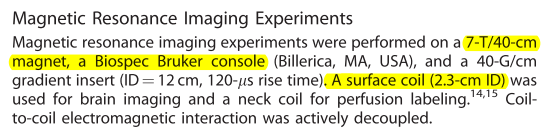 Magnetic Resonance Imaging Experiments
Magnetic resonance imaging experiments were performed on a 7-T/40-cm
magnet, a Biospec Bruker console (Billerica, MA, USA), and a 40-G/cm
gradient insert (ID = 12 cm, 120-μs rise time). A surface coil (2.3-cm ID) was
used for brain imaging and a neck coil for perfusion labeling.14,15 Coil-
to-coil electromagnetic interaction was actively decoupled.